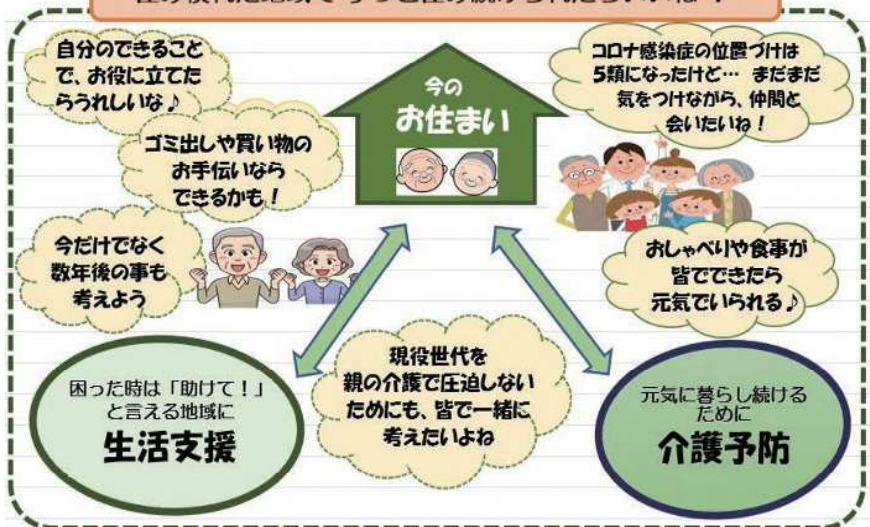 自分のできること
で、お役に立てた
らうれしいな♪
ゴミ出しや買い物の
お手伝いなら
できるかも！
今だけでなく
数年後の事も
考えよう
今の
お住まい
コロナ感染症の位置づけは
5類になったけど… まだまだ
気をつけながら、仲間と
会いたいね！
おしゃべりや食事が
皆でできたら
元気でいられる♪
困った時は「助けて！」
と言える地域に
生活支援
現役世代を
親の介護で圧迫しない
ためにも、皆で一緒に
考えたいよね
元気に暮らし続ける
ために
介護予防